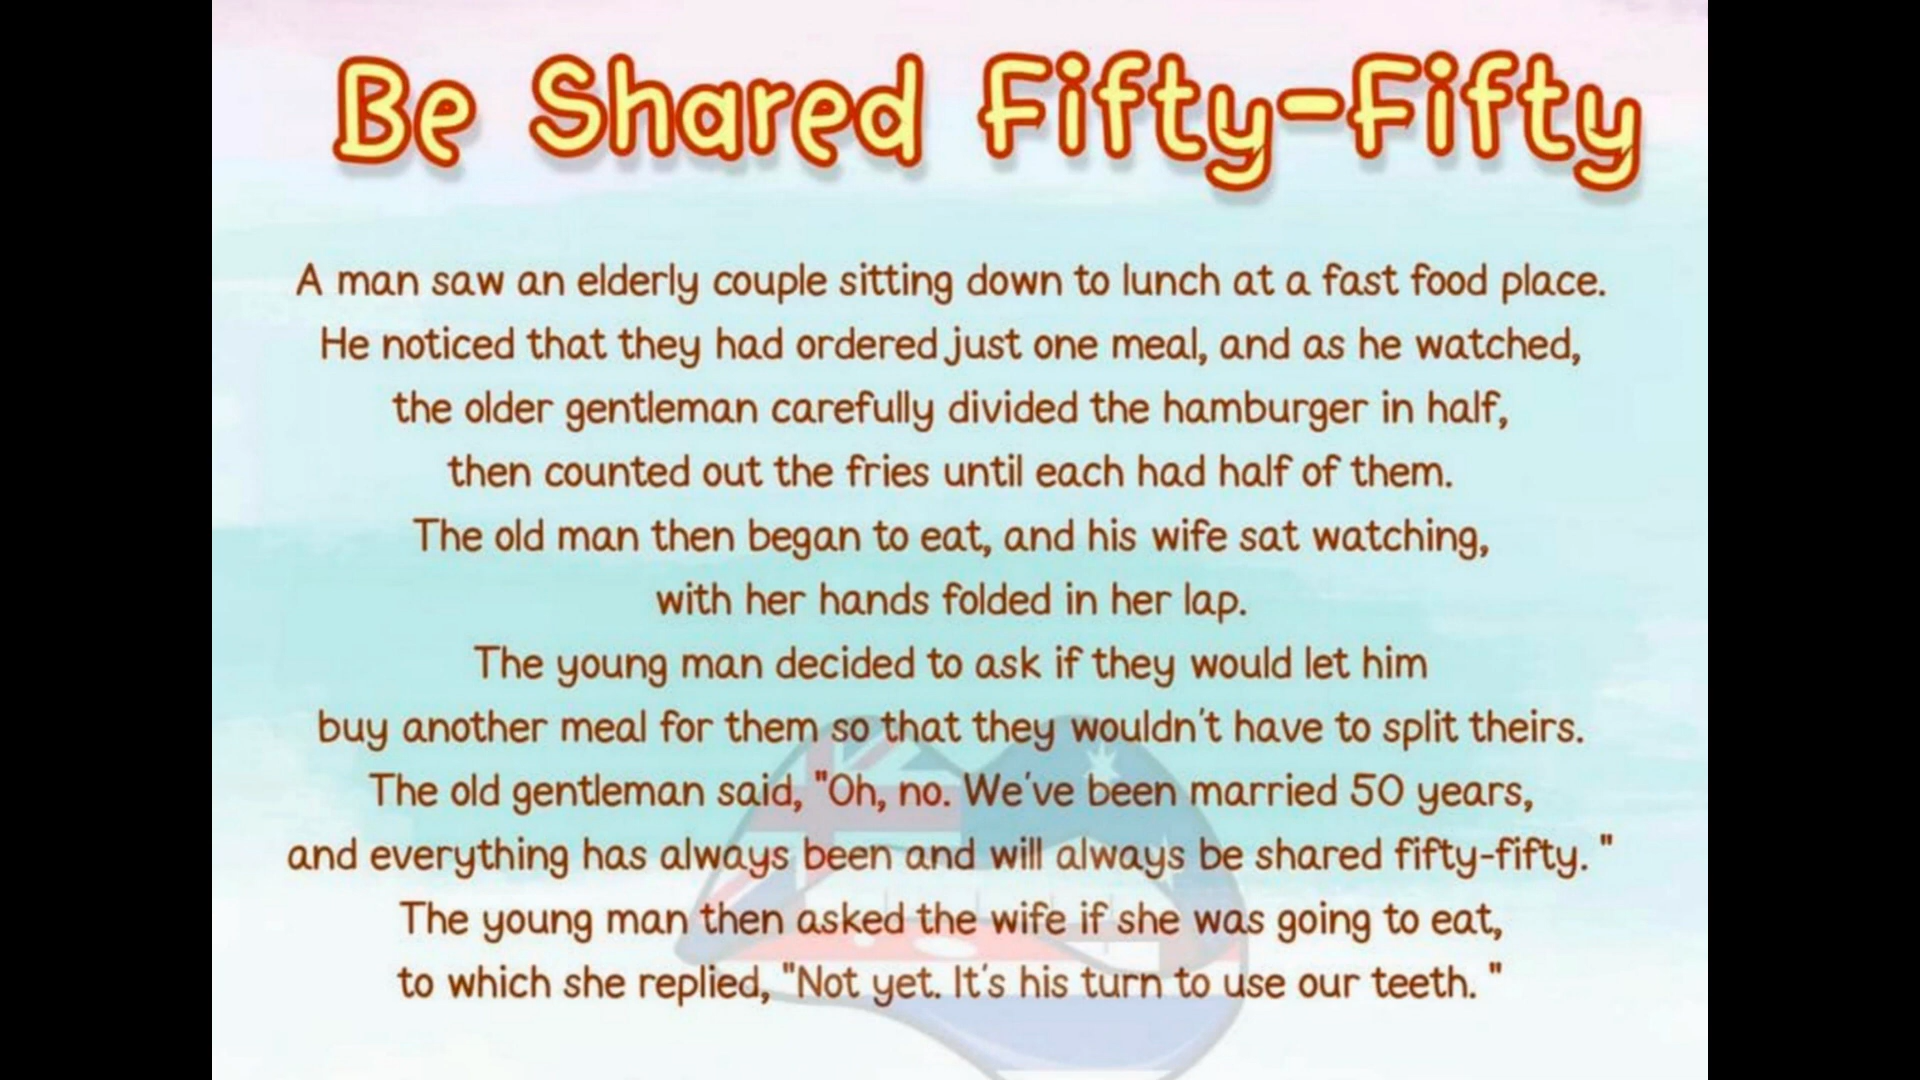 Be Shared Fifty-Fifty
A man saw an elderly couple sitting down to lunch at a fast food place.
He noticed that they had ordered just one meal, and as he watched,
the older gentleman carefully divided the hamburger in half,
then counted out the fries until each had half of them.
The old man then began to eat, and his wife sat watching,
with her hands folded in her lap.
The young man decided to ask if they would let him
buy another meal for them so that they wouldn't have to split theirs.
The old gentleman said, "Oh, no. We've been married 50 years,
and everything has always been and will always be shared fifty-fifty. "
The young man then asked the wife if she was going to eat,
to which she replied, "Not yet. It's his turn to use our teeth. "